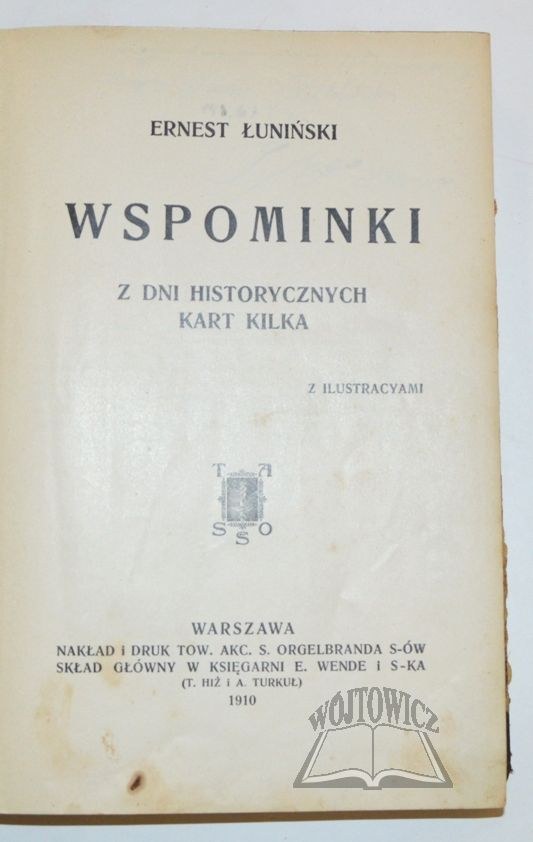 ERNEST ŁUNIŃSKI
WSPOMINKI
Z DNI HISTORYCZNYCH
KART KILKA
Z ILUSTRACYAMI
T A
S S O
WARSZAWA
NAKŁAD i DRUK TOW. AKC. S. ORGELBRANDA S-ÓW
SKŁAD GŁÓWNY W KSIĘGARNI E. WENDE i S-KA
(T. HIŻ i A. TURKUŁ)
1910
WÓJTOWICZ